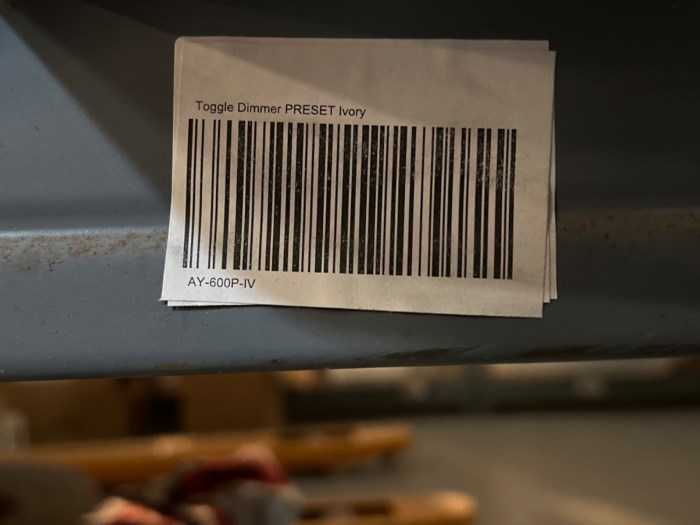 Toggle Dimmer PRESET Ivory
AY-600P-IV